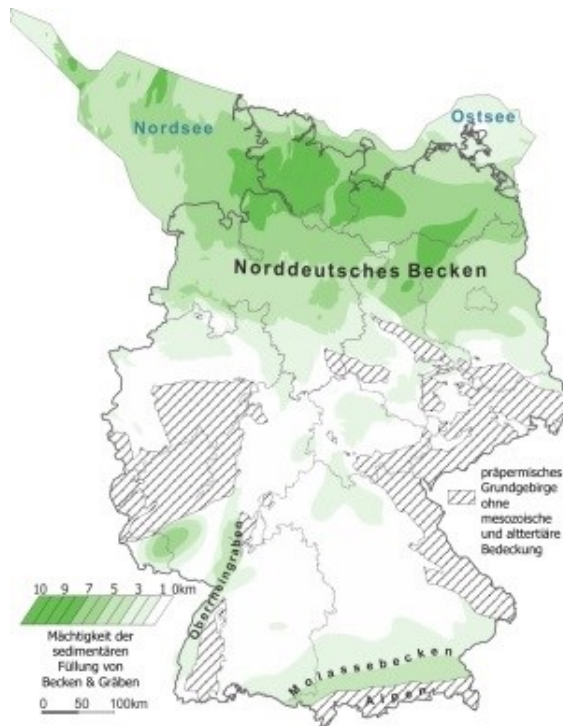 Nordsee
Ostsee
Norddeutsches Becken
präpermisches
Grundgebirge
ohne
mesozoische
und alttertiäre
Bedeckung
Oberrheingraben
10 9 7 5 3 1 0km
Mächtigkeit der
sedimentären
Füllung von
Becken & Gräben
0 50 100km
Molassebecken
Alpen